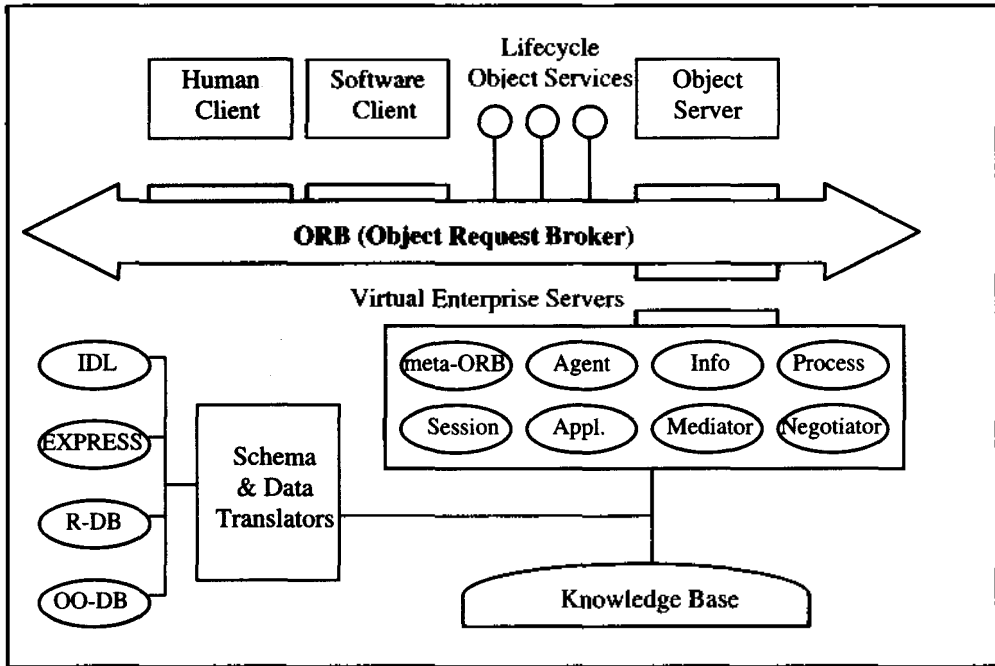 Lifecycle
Object Services
Human
Client
Software
Client
Object
Server
ORB (Object Request Broker)
Virtual Enterprise Servers
meta-ORB
Agent
Info
Process
Session
Appl.
Mediator
Negotiator
IDL
EXPRESS
R-DB
OO-DB
Schema
& Data
Translators
Knowledge Base